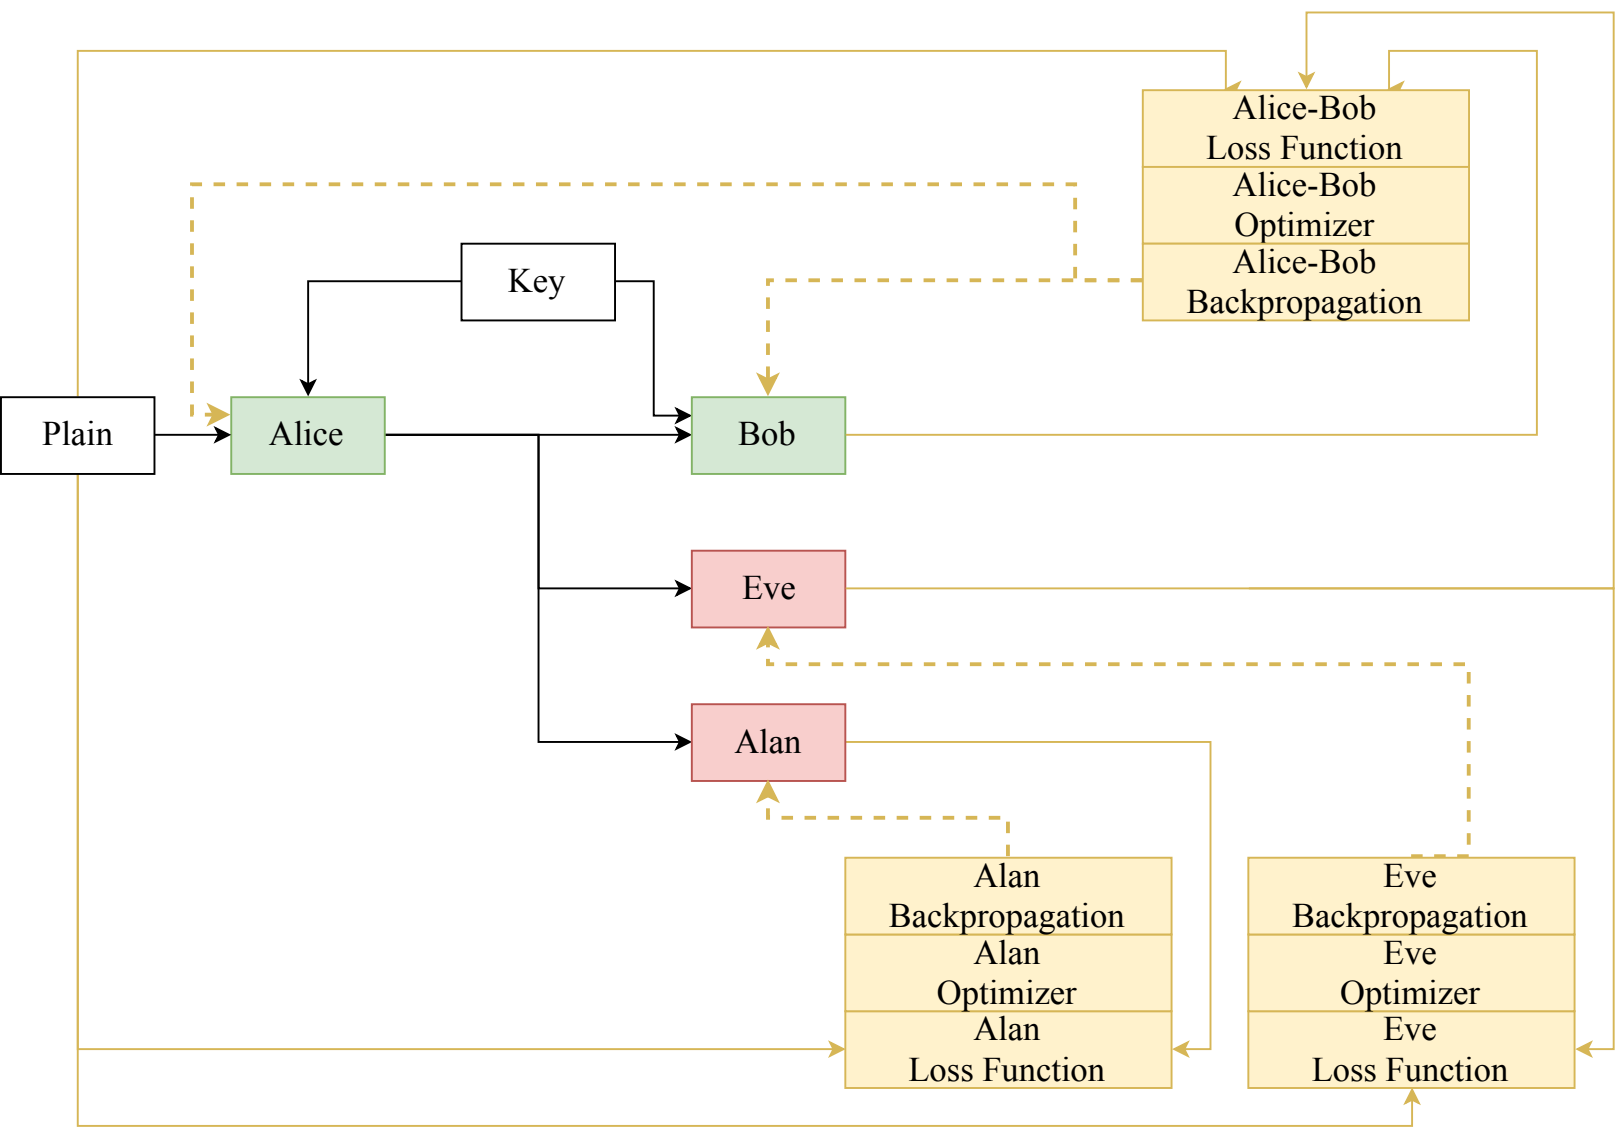 Alice-Bob
Loss Function
Alice-Bob
Optimizer
Alice-Bob
Backpropagation
Key
Plain
Alice
Bob
Eve
Alan
Alan
Backpropagation
Alan
Optimizer
Alan
Loss Function
Eve
Backpropagation
Eve
Optimizer
Eve
Loss Function